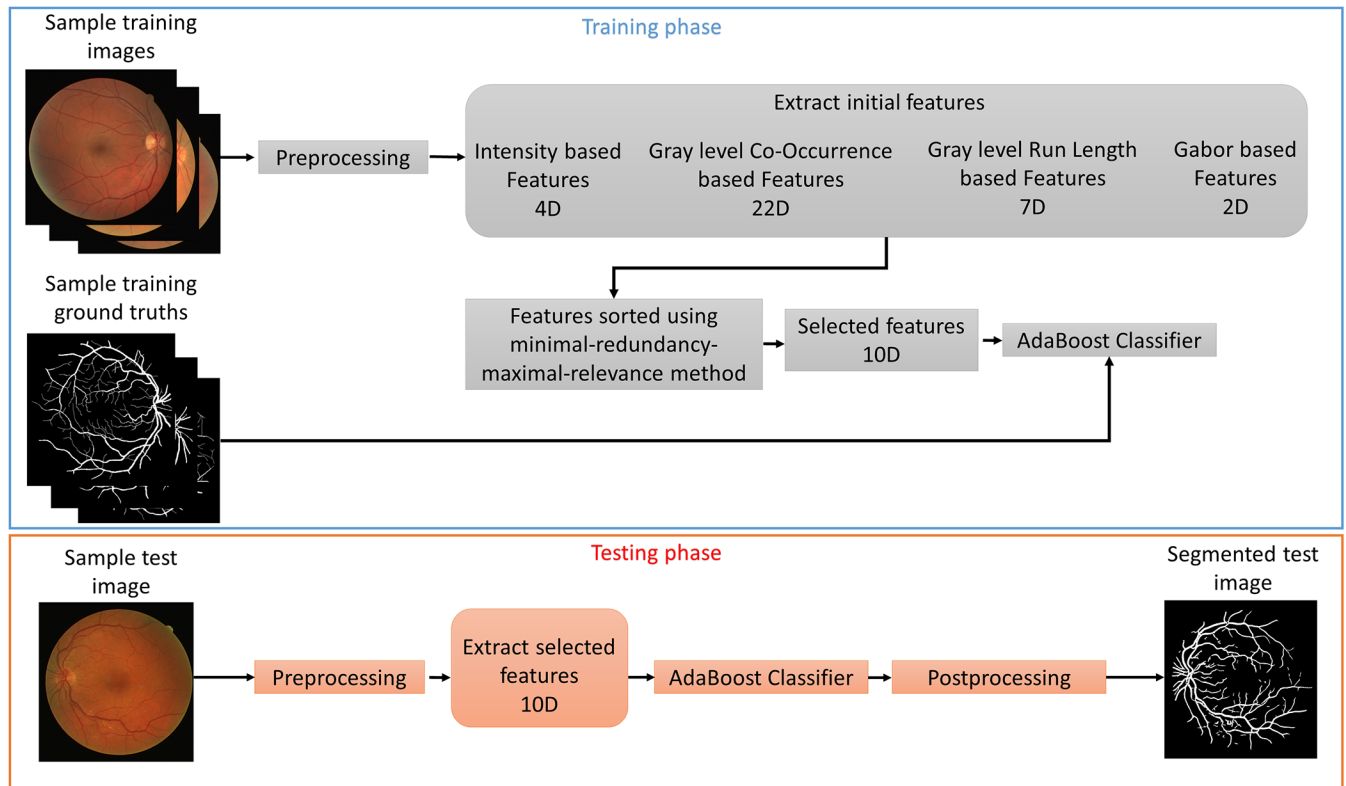 Training phase
Sample training
images
Preprocessing
Extract initial features
Intensity based
Features
4D
Gray level Co-Occurrence
based Features
22D
Gray level Run Length
based Features
7D
Gabor based
Features
2D
Sample training
ground truths
Features sorted using
minimal-redundancy-
maximal-relevance method
Selected features
10D
AdaBoost Classifier
Testing phase
Sample test
image
Preprocessing
Extract selected
features
10D
AdaBoost Classifier
Postprocessing
Segmented test
image